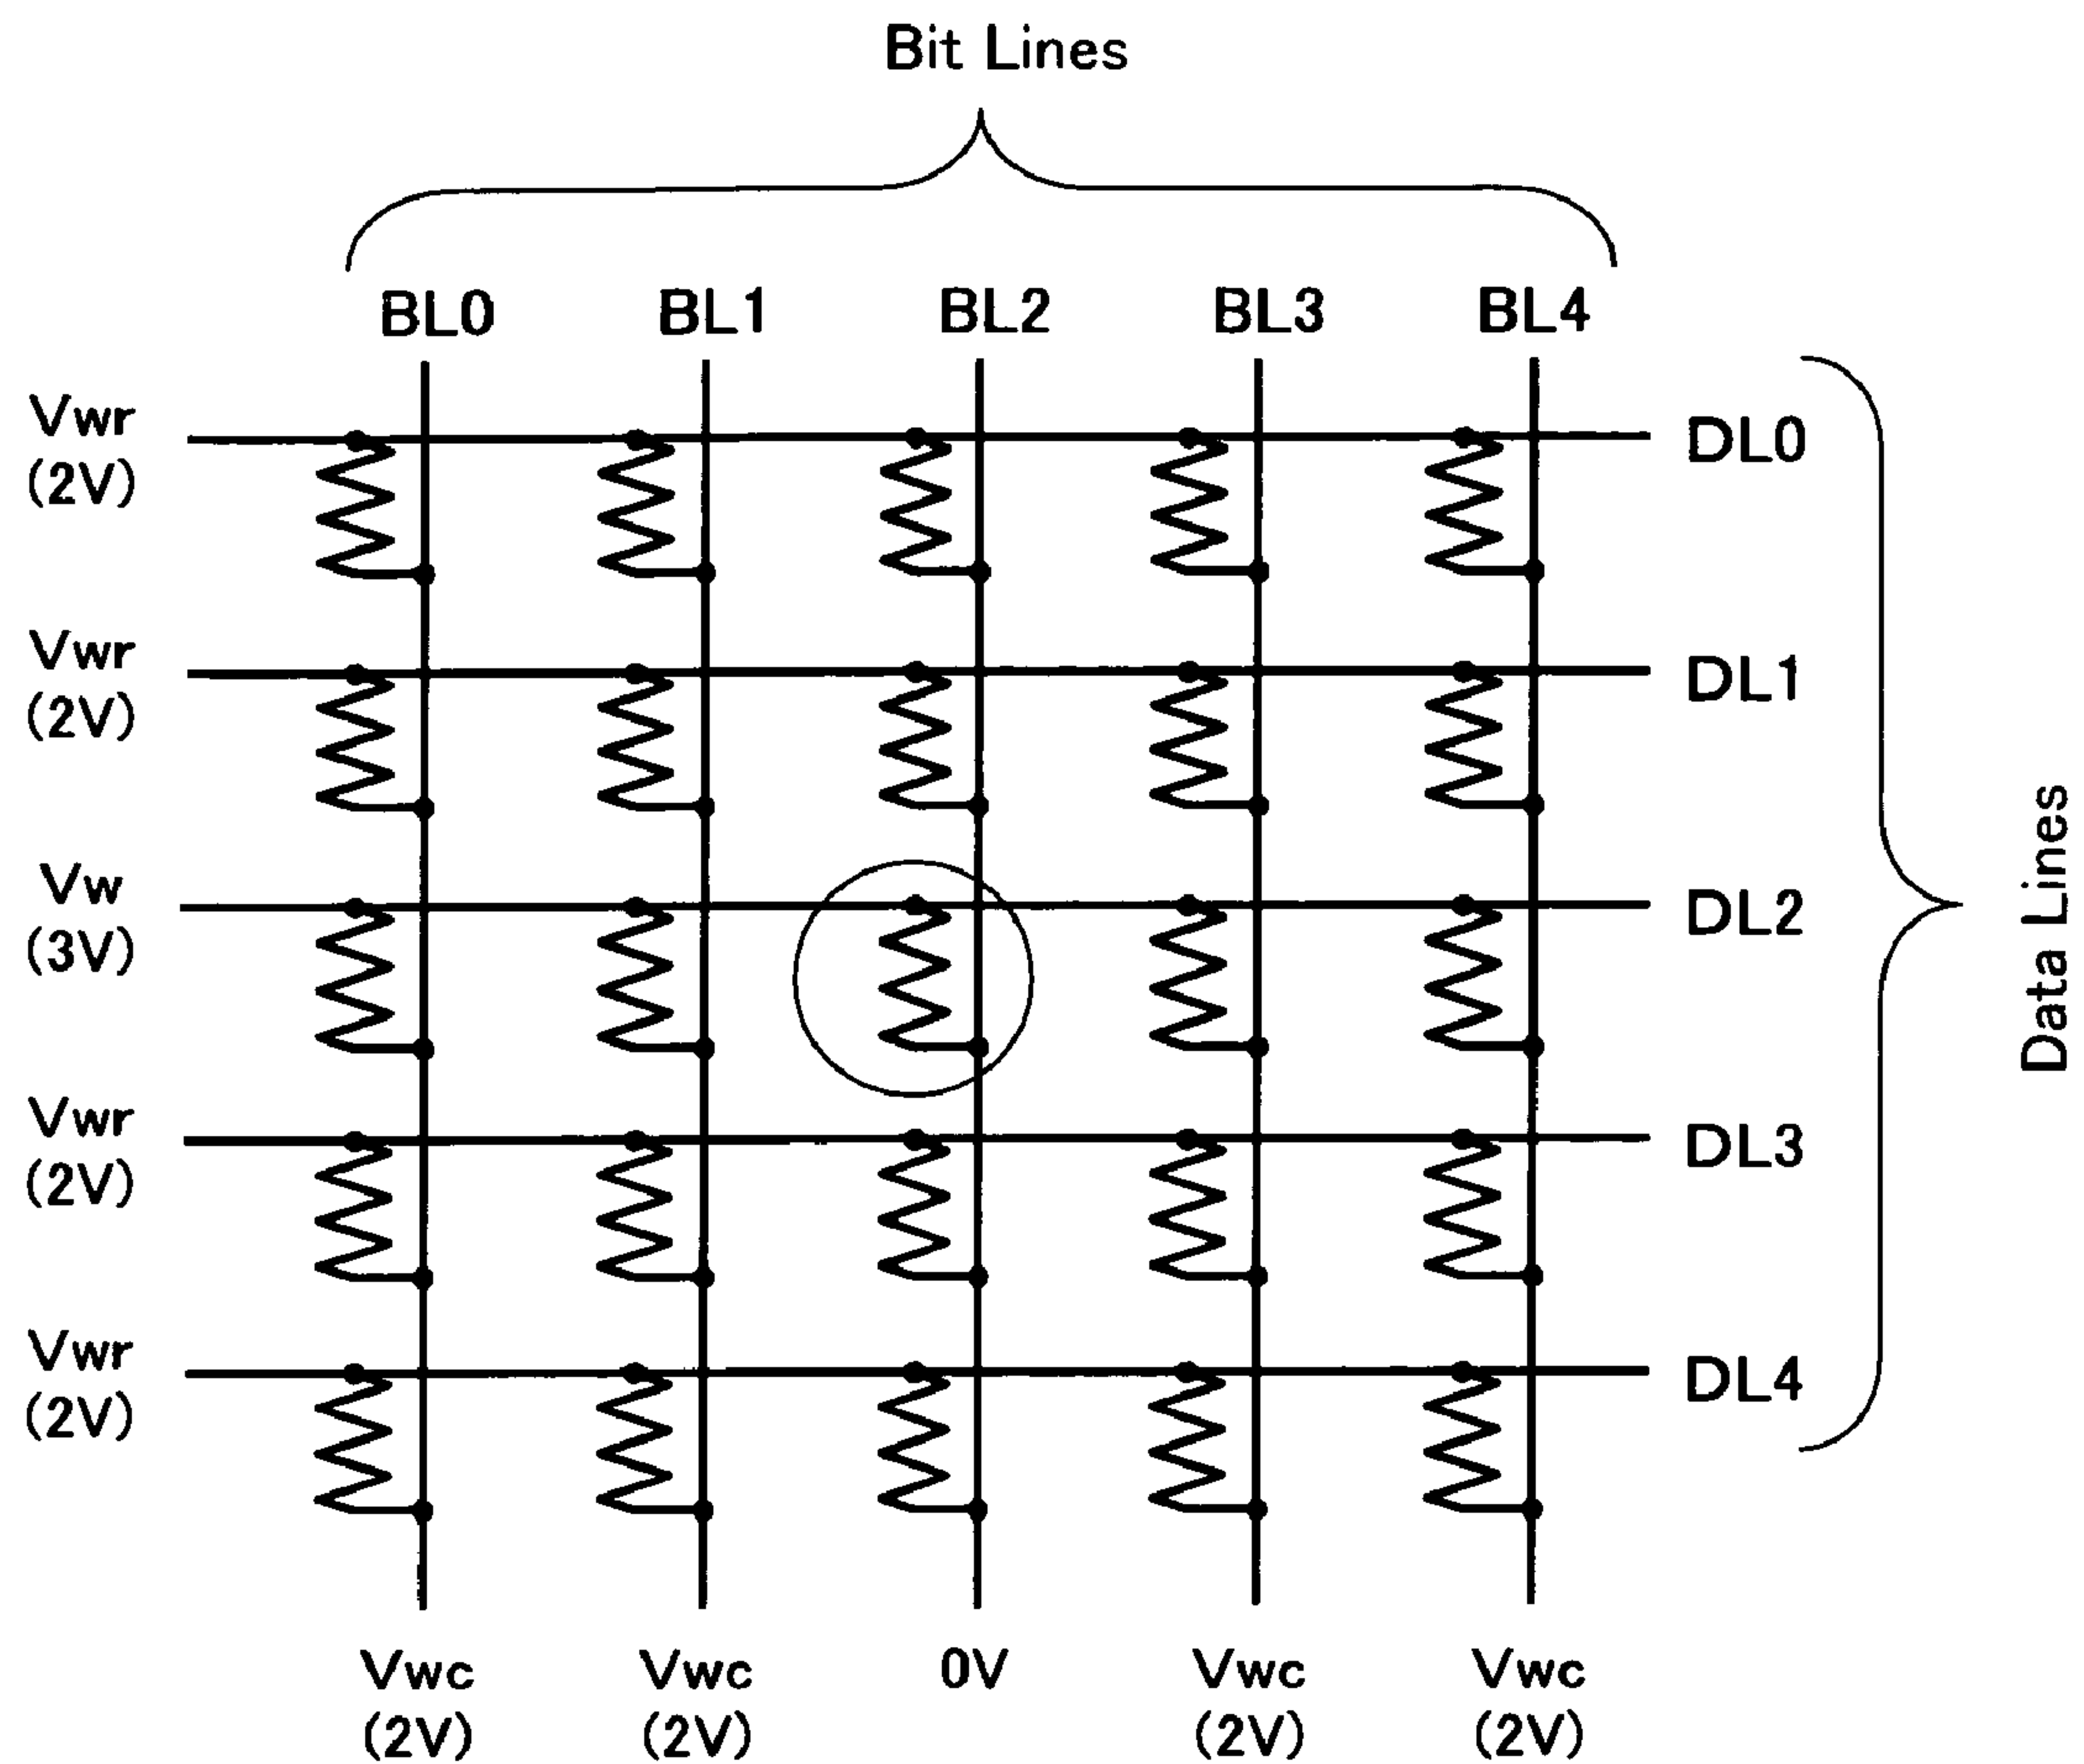 Bit Lines
BL0 BL1 BL2 BL3 BL4
Vwr
(2V)
DL0
Vwr
(2V)
DL1
Vw
(3V)
DL2
Vwr
(2V)
DL3
Vwr
(2V)
DL4
Data Lines
Vwc Vwc 0V Vwc Vwc
(2V) (2V) (2V) (2V)